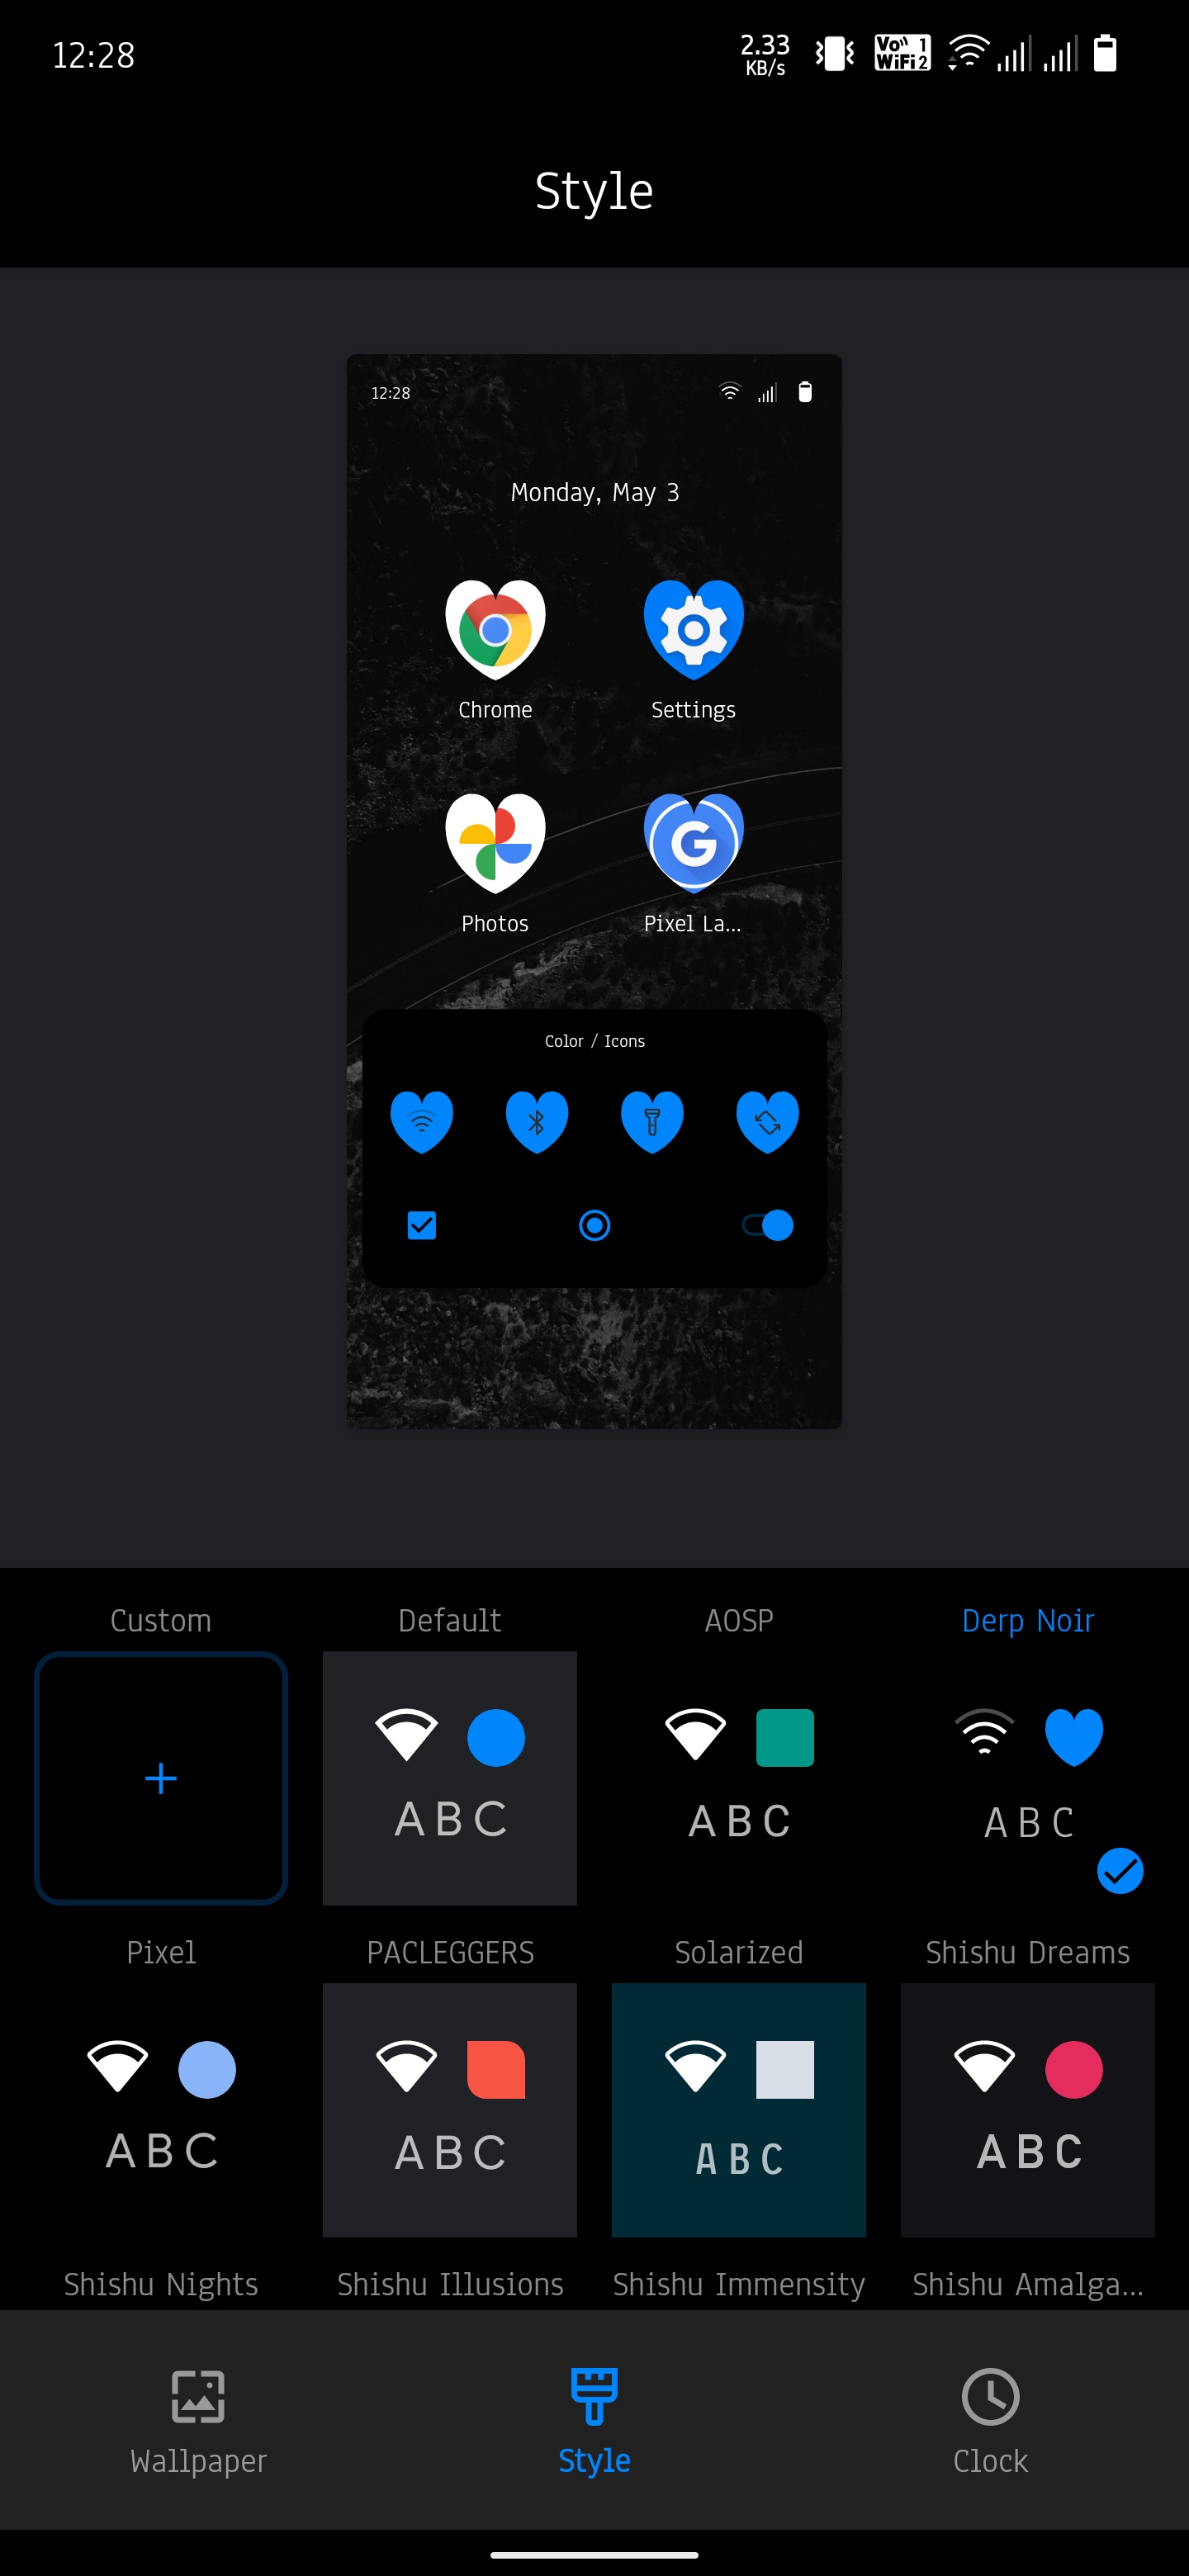 12:28
2.33
KB/s
Vo 1
WiFi 2
Style
12:28
Monday, May 3
Chrome
Settings
Photos
G
Pixel La...
Color / Icons
Custom
Default
AOSP
Derp Noir
ABC
ABC
ABC
Pixel
PACLEGGERS
Solarized
Shishu Dreams
ABC
ABC
ABC
ABC
Shishu Nights
Shishu Illusions
Shishu Immensity
Shishu Amalga...
Wallpaper
Style
Clock